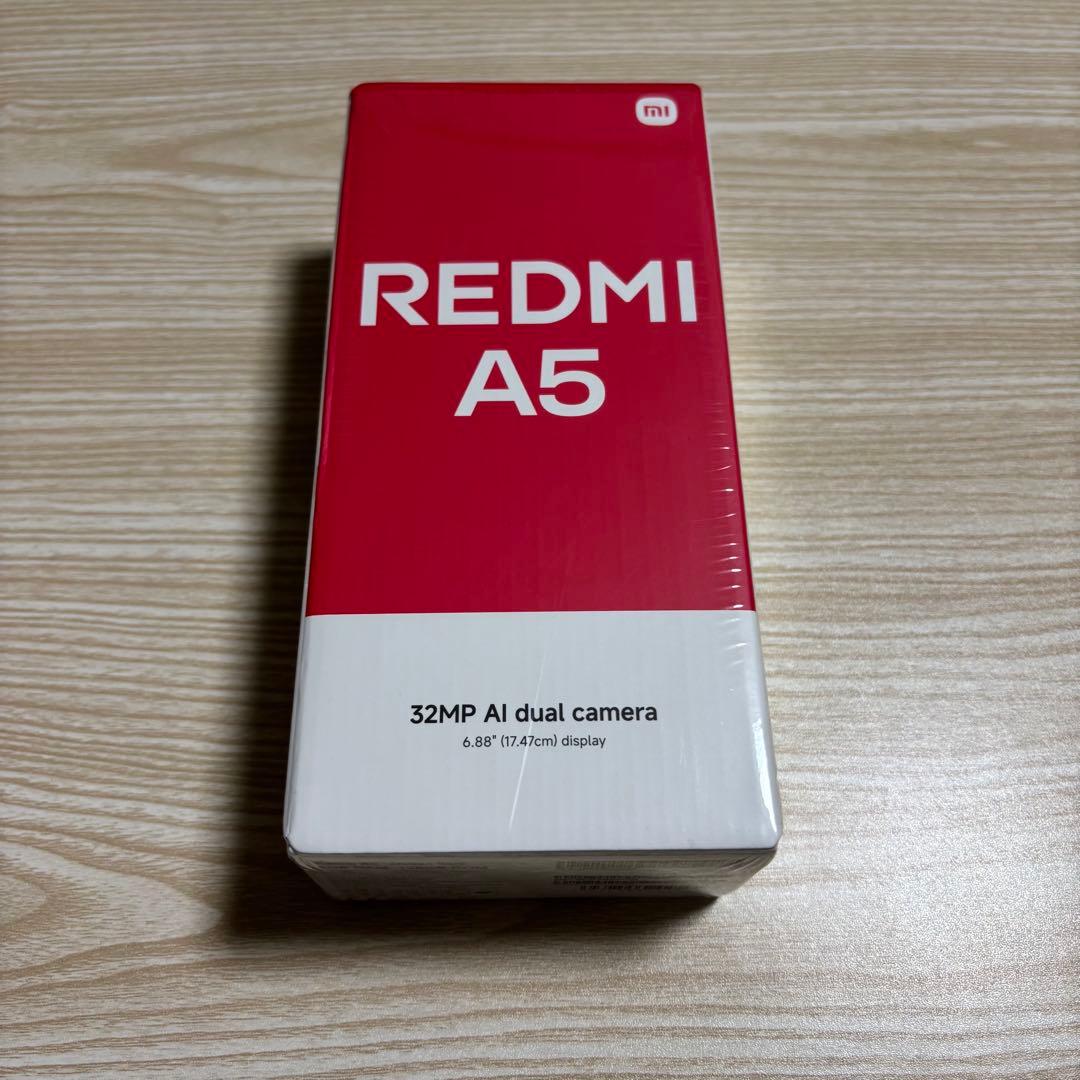 mi
REDMI
A5
32MP AI dual camera
6.88" (17.47cm) display